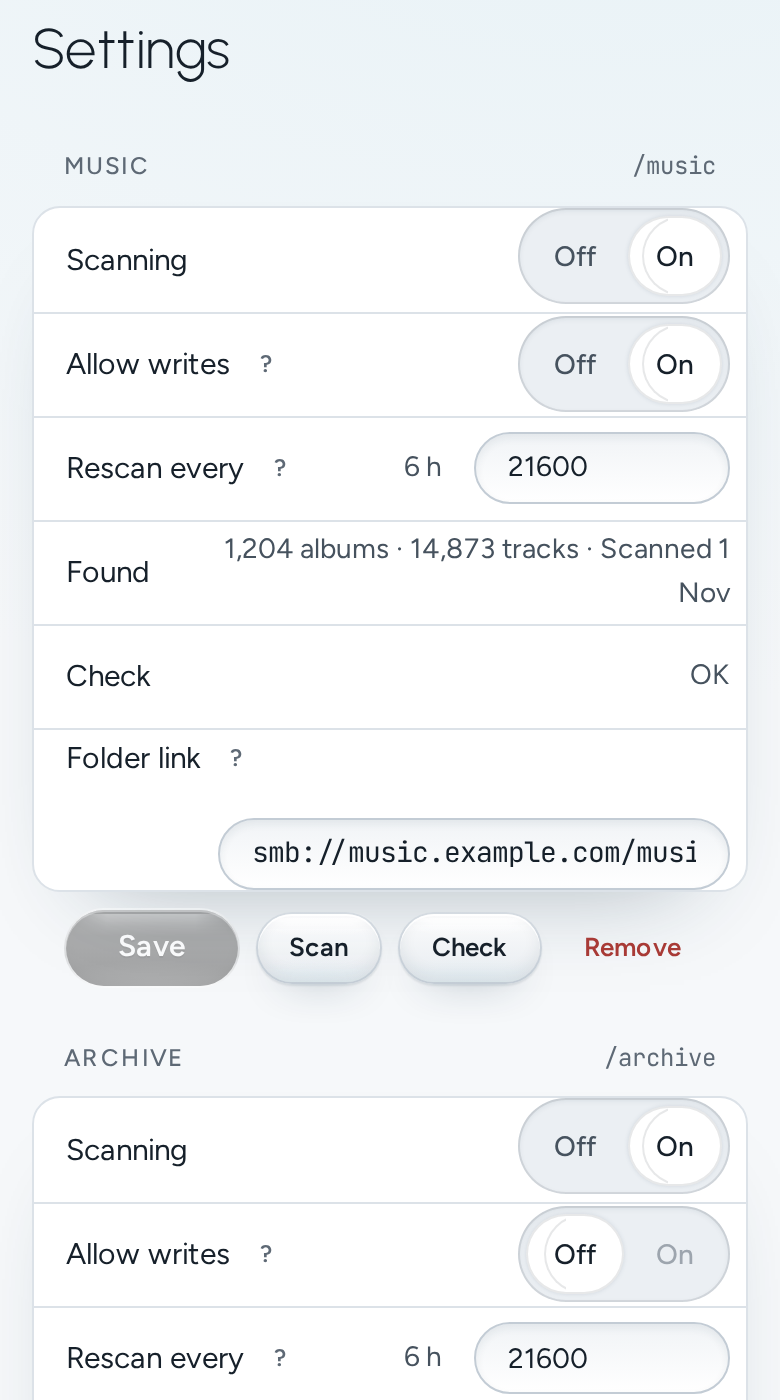 Settings
MUSIC /music
Scanning Off On
Allow writes ? Off On
Rescan every ? 6 h 21600
Found 1,204 albums · 14,873 tracks · Scanned 1
Nov
Check OK
Folder link ?
smb://music.example.com/musi
Save Scan Check Remove
ARCHIVE /archive
Scanning Off On
Allow writes ? Off On
Rescan every ? 6 h 21600